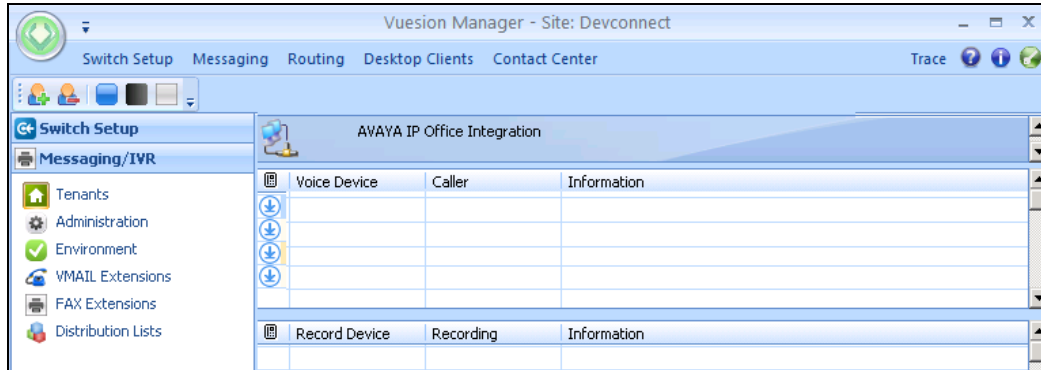 Vuesion Manager - Site: Devconnect
Switch Setup Messaging Routing Desktop Clients Contact Center Trace
Switch Setup
Messaging/IVR
Tenants
Administration
Environment
VMAIL Extensions
FAX Extensions
Distribution Lists
AVAYA IP Office Integration
Voice Device Caller Information
Record Device Recording Information